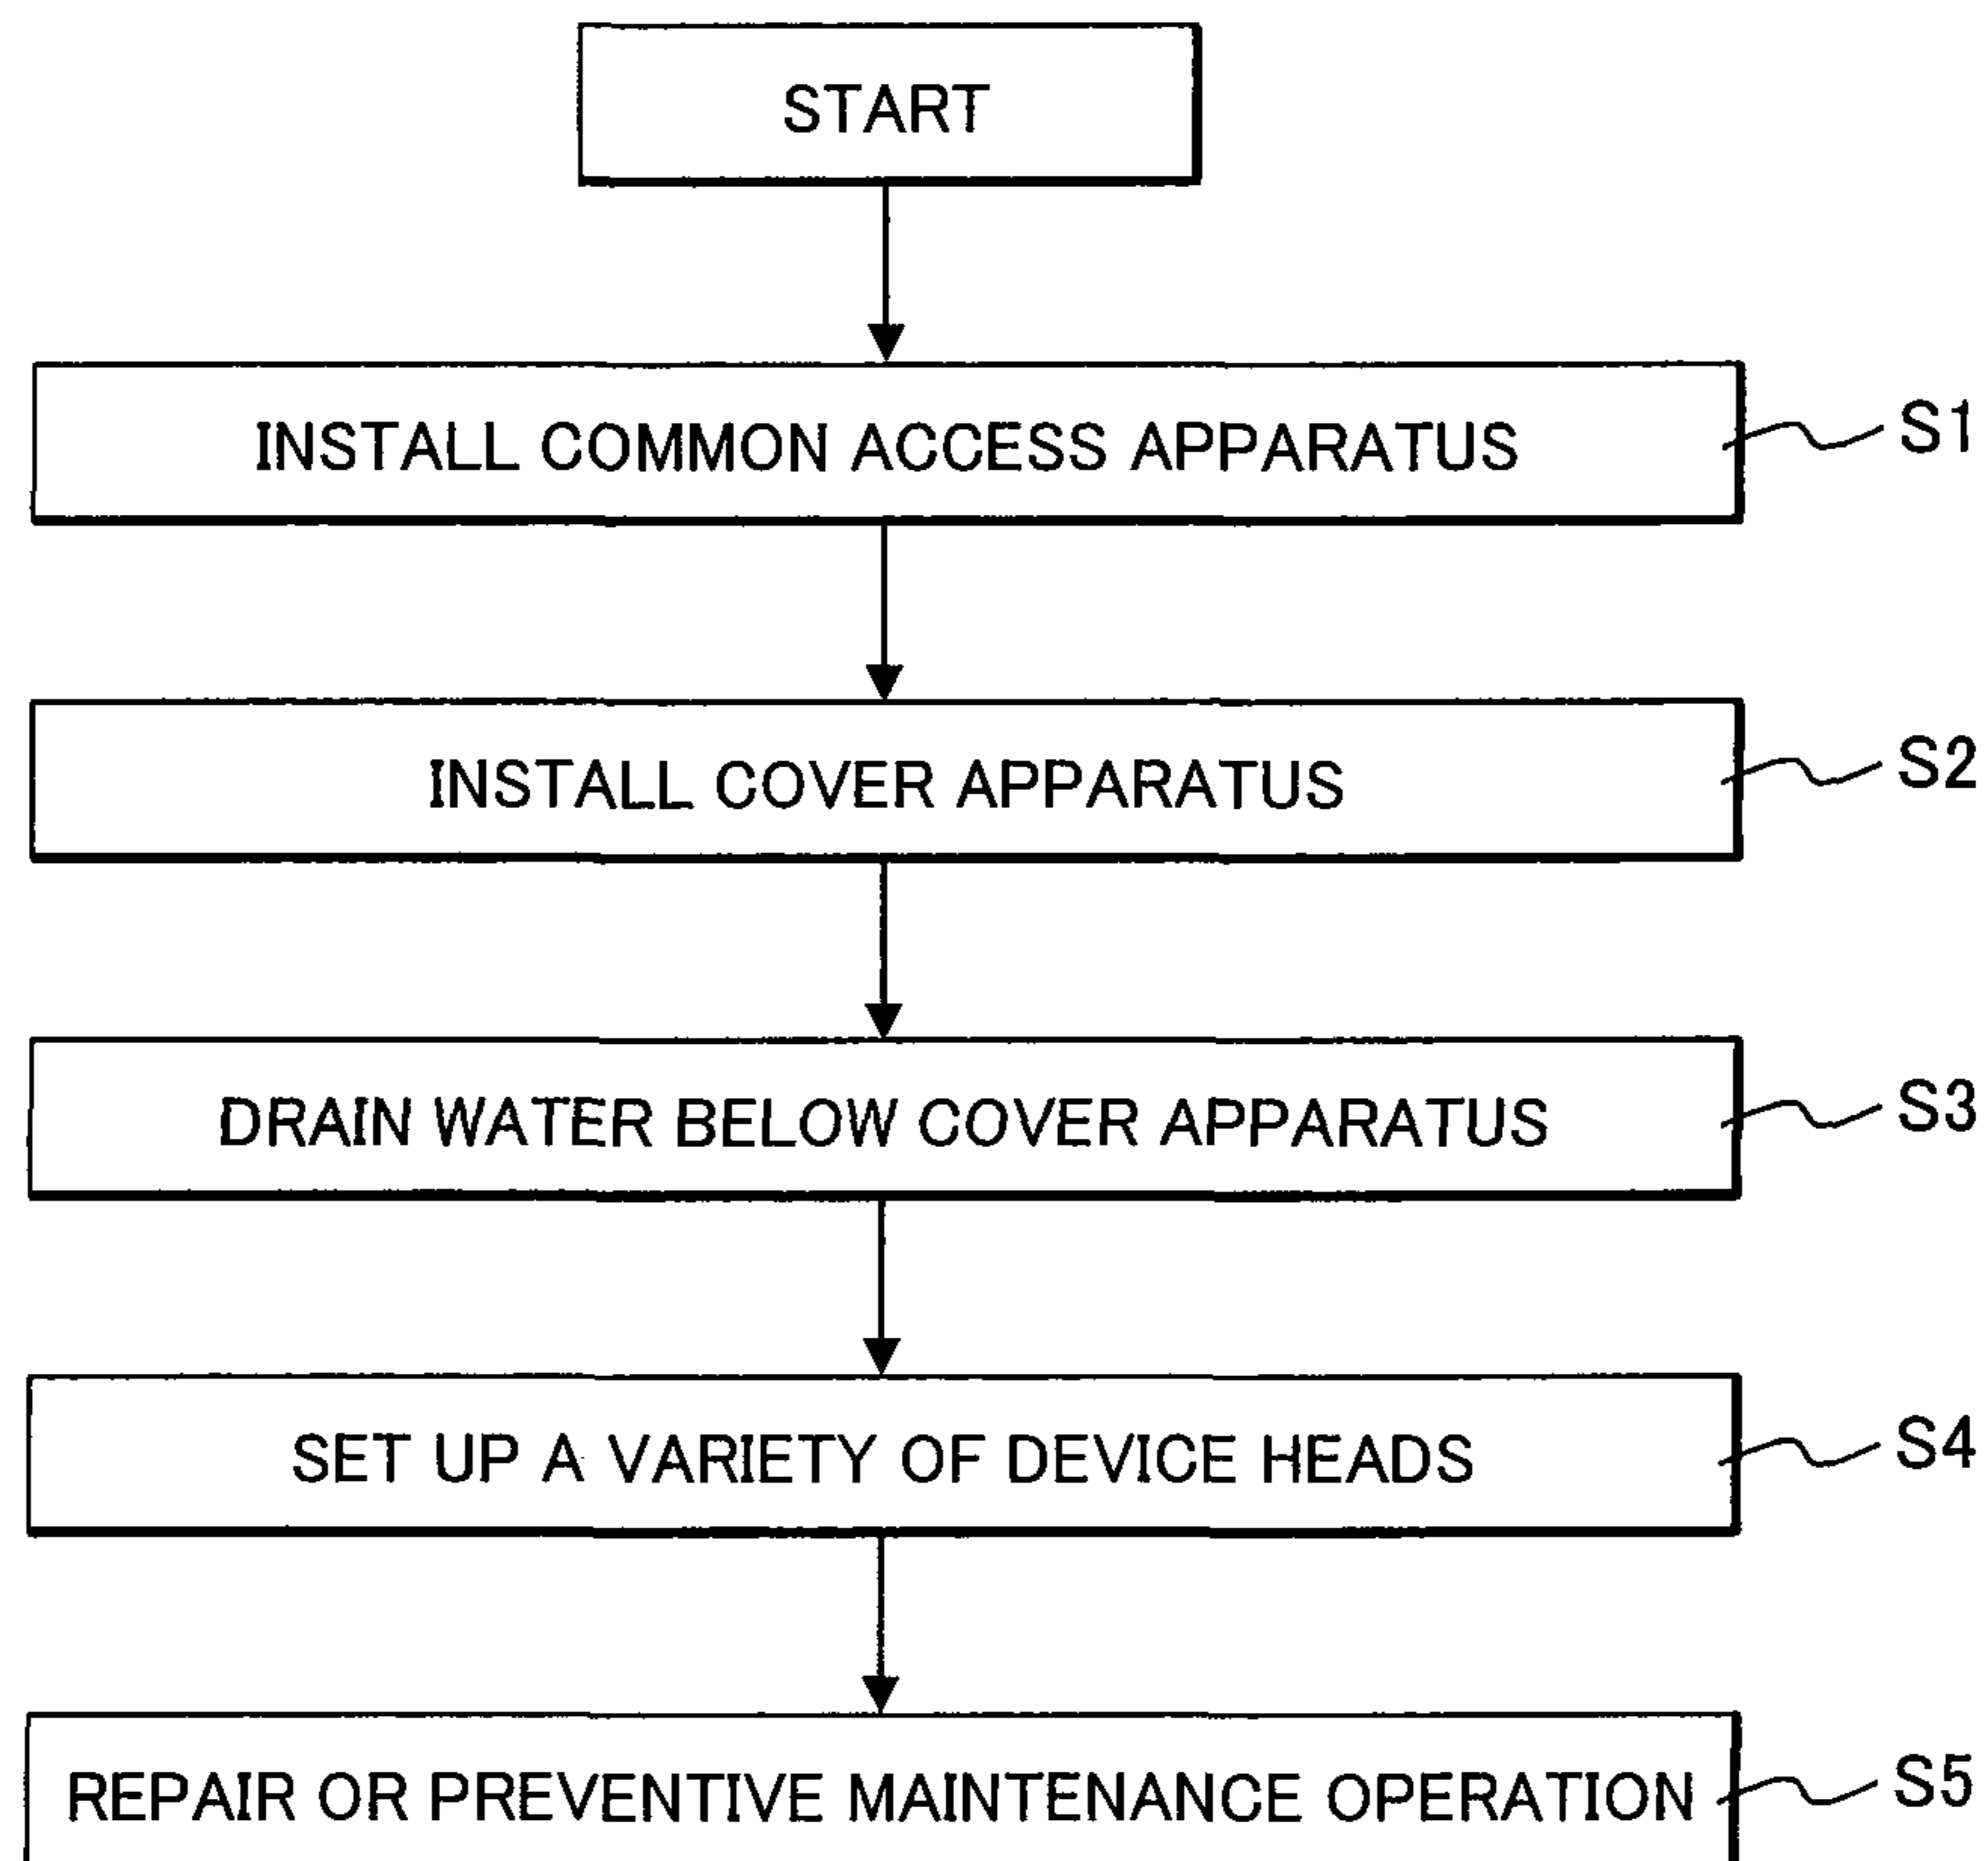 START
INSTALL COMMON ACCESS APPARATUS
S1
INSTALL COVER APPARATUS
S2
DRAIN WATER BELOW COVER APPARATUS
S3
SET UP A VARIETY OF DEVICE HEADS
S4
REPAIR OR PREVENTIVE MAINTENANCE OPERATION
S5